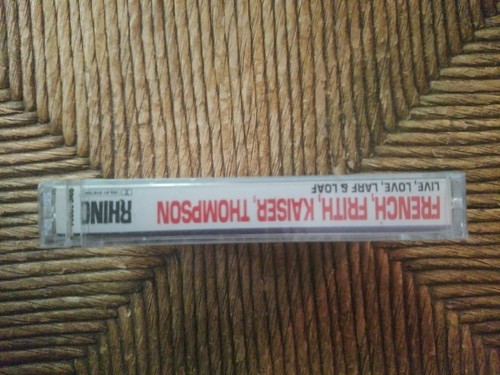 FRENCH, FRITH, KAISER, THOMPSON
LIVE, LOVE, LARF & LOAF
RHINO